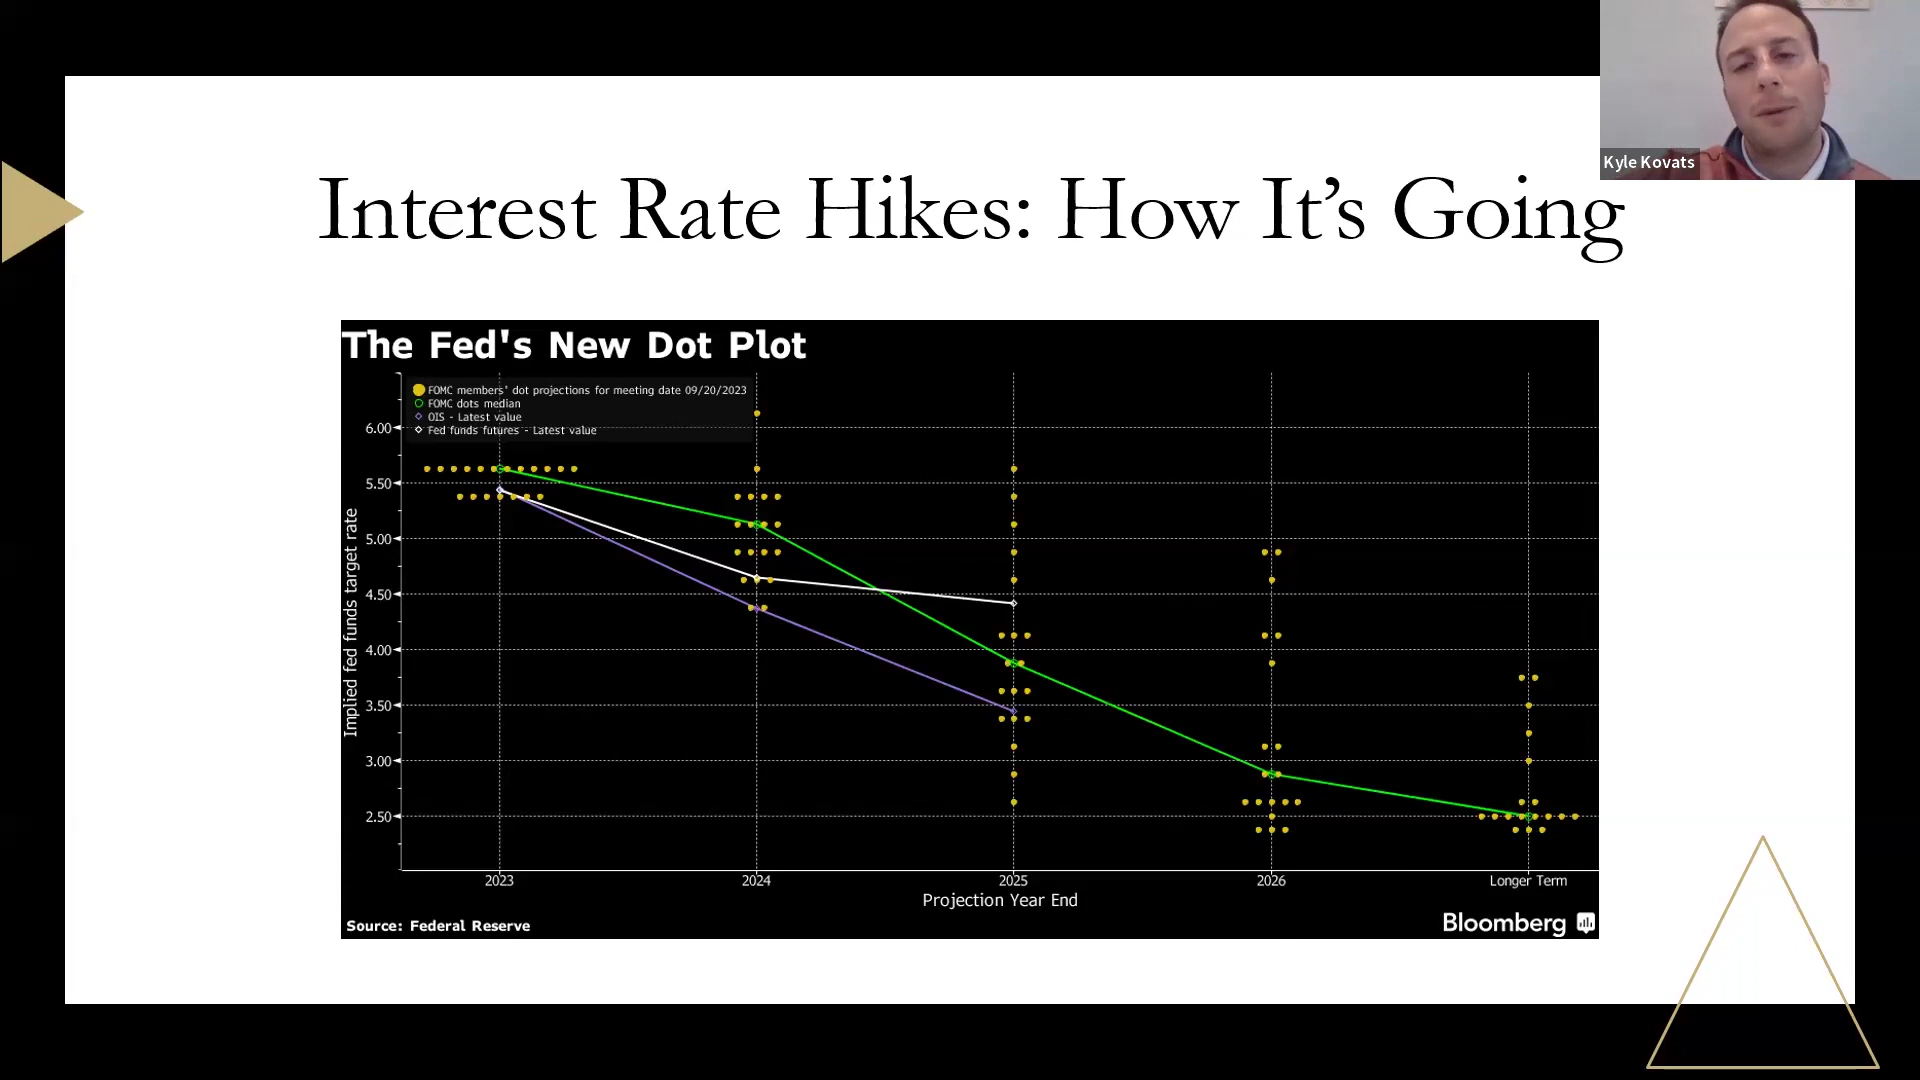 Kyle Kovats
Interest Rate Hikes: How It’s Going
The Fed's New Dot Plot
FOMC members' dot projections for meeting date 09/20/2023
FOMC dots median
OIS - Latest value
Fed funds futures - Latest value
Implied fed funds target rate
6.00
5.50
5.00
4.50
4.00
3.50
3.00
2.50
2023 2024 2025 2026 Longer Term
Projection Year End
Source: Federal Reserve
Bloomberg